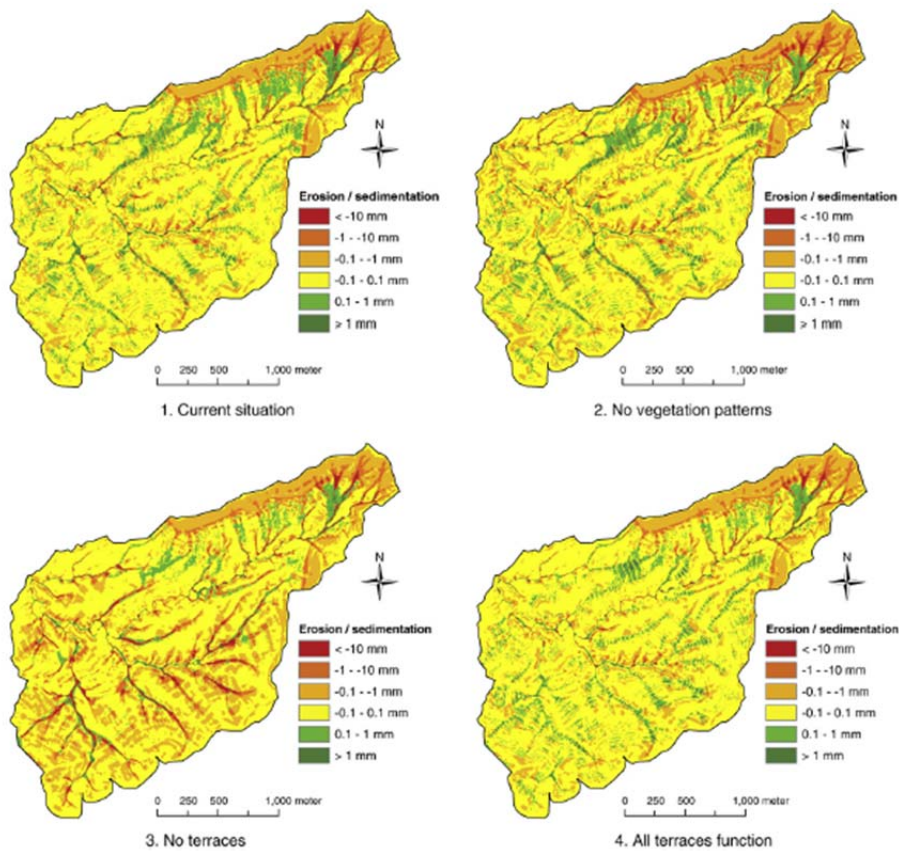 N
Erosion / sedimentation
< -10 mm
-1 - -10 mm
-0.1 - -1 mm
-0.1 - 0.1 mm
0.1 - 1 mm
≥ 1 mm
0 250 500 1,000 meter
1. Current situation
N
Erosion / sedimentation
< -10 mm
-1 - -10 mm
-0.1 - -1 mm
-0.1 - 0.1 mm
0.1 - 1 mm
≥ 1 mm
0 250 500 1,000 meter
2. No vegetation patterns
N
Erosion / sedimentation
< -10 mm
-1 - -10 mm
-0.1 - -1 mm
-0.1 - 0.1 mm
0.1 - 1 mm
> 1 mm
0 250 500 1,000 meter
3. No terraces
N
Erosion / sedimentation
< -10 mm
-1 - -10 mm
-0.1 - -1 mm
-0.1 - 0.1 mm
0.1 - 1 mm
> 1 mm
0 250 500 1,000 meter
4. All terraces function